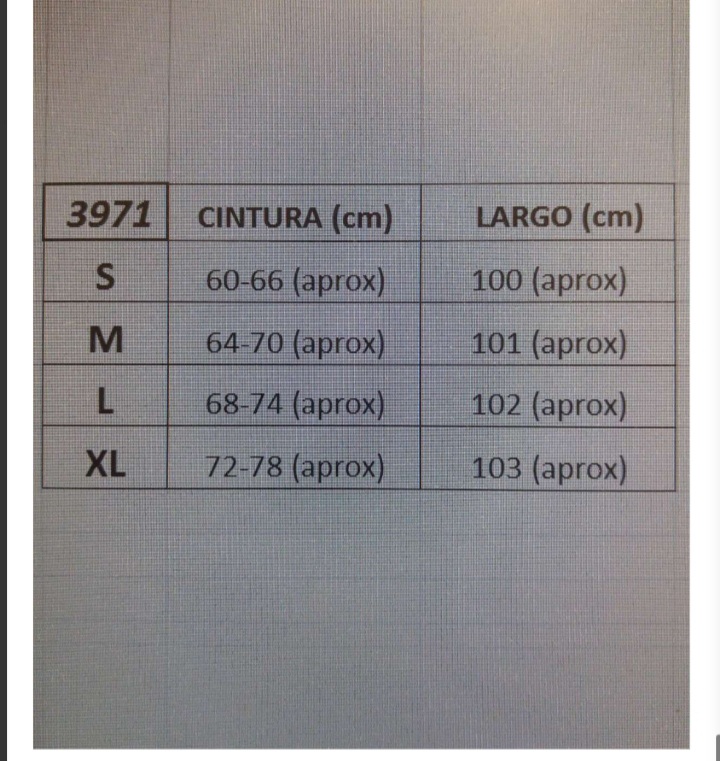 3971 CINTURA (cm) LARGO (cm)
S 60-66 (aprox) 100 (aprox)
M 64-70 (aprox) 101 (aprox)
L 68-74 (aprox) 102 (aprox)
XL 72-78 (aprox) 103 (aprox)